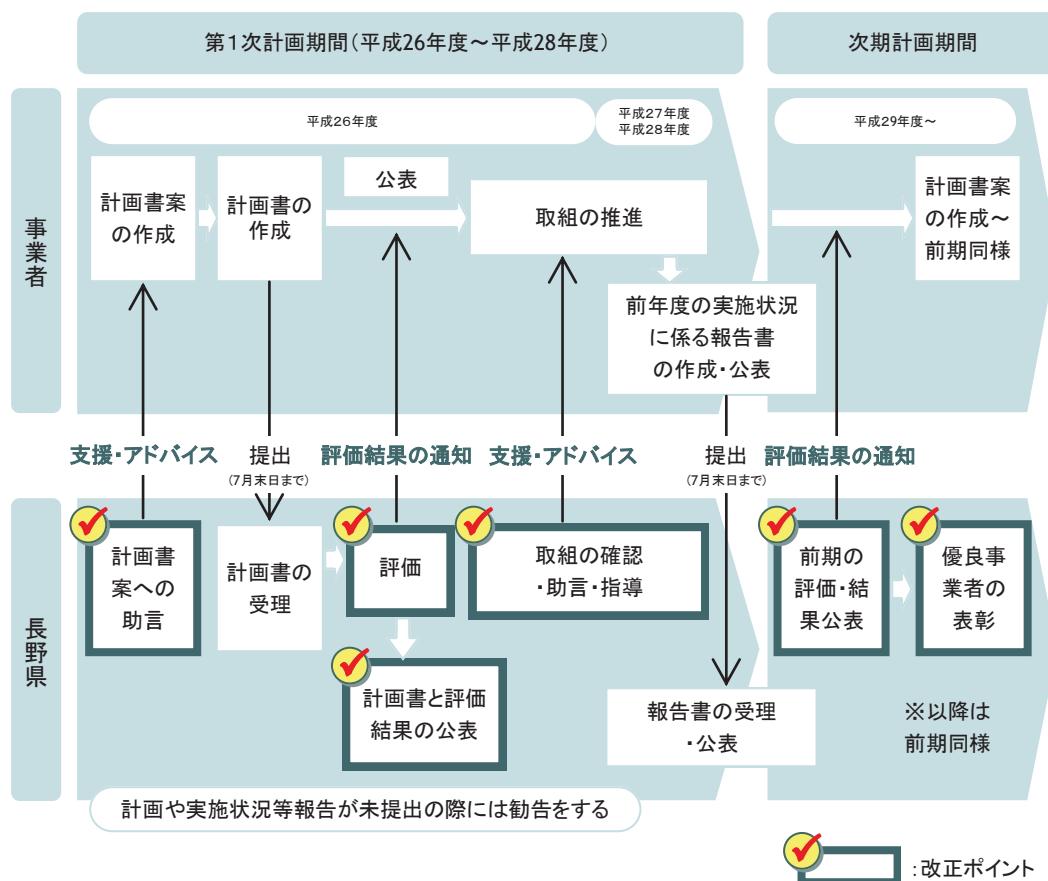 第１次計画期間（平成26年度～平成28年度）
次期計画期間
事業者
平成26年度
平成27年度
平成28年度
平成29年度～
計画書案
の作成
計画書の
作成
公表
取組の推進
計画書案
の作成～
前期同様
前年度の実施状況
に係る報告書
の作成・公表
支援・アドバイス
提出
(7月末日まで)
評価結果の通知
支援・アドバイス
提出
(7月末日まで)
評価結果の通知
長野県
計画書
案への
助言
計画書の
受理
評価
取組の確認
・助言・指導
前期の
評価・結
果公表
優良事
業者の
表彰
計画書と評価
結果の公表
報告書の受理
・公表
※以降は
前期同様
計画や実施状況等報告が未提出の際には勧告をする
：改正ポイント